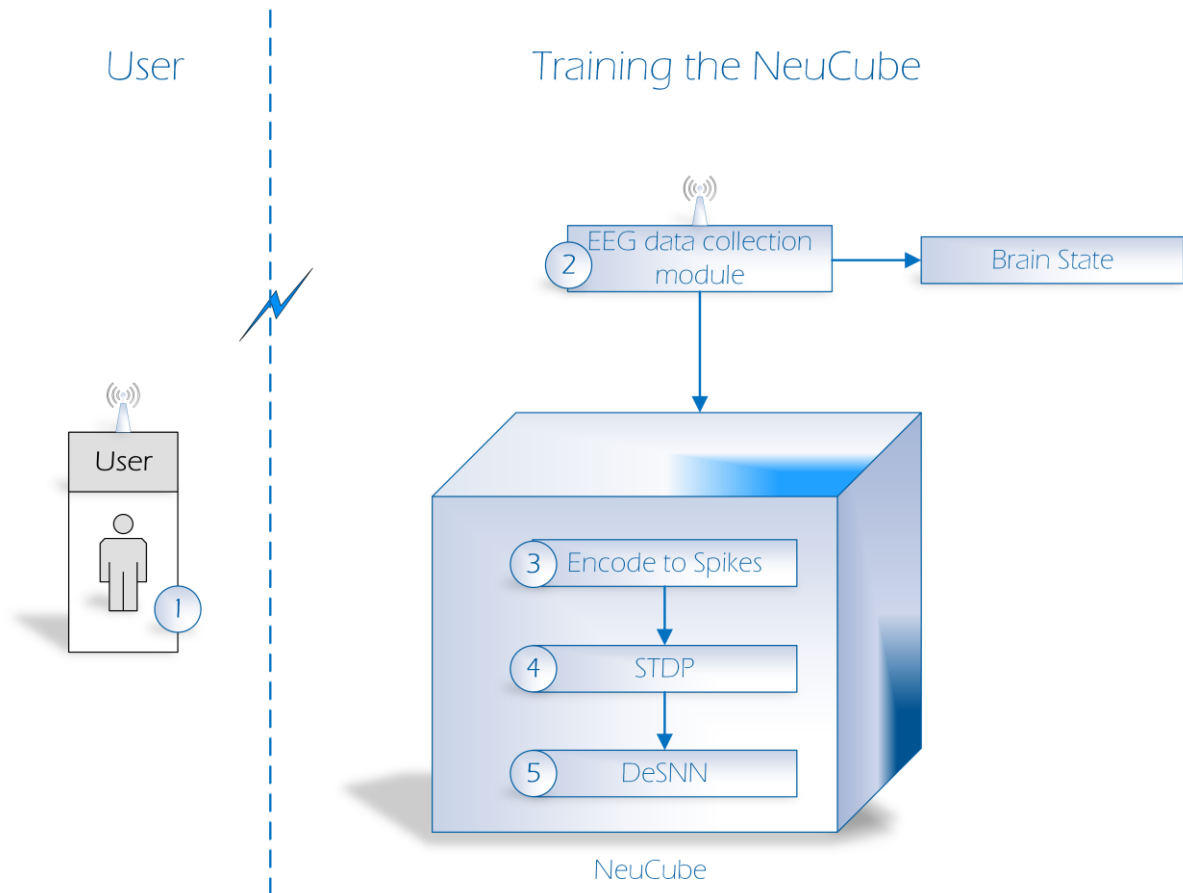 User
Training the NeuCube
EEG data collection
module
2
Brain State
User
1
3
Encode to Spikes
4
STDP
5
DeSNN
NeuCube